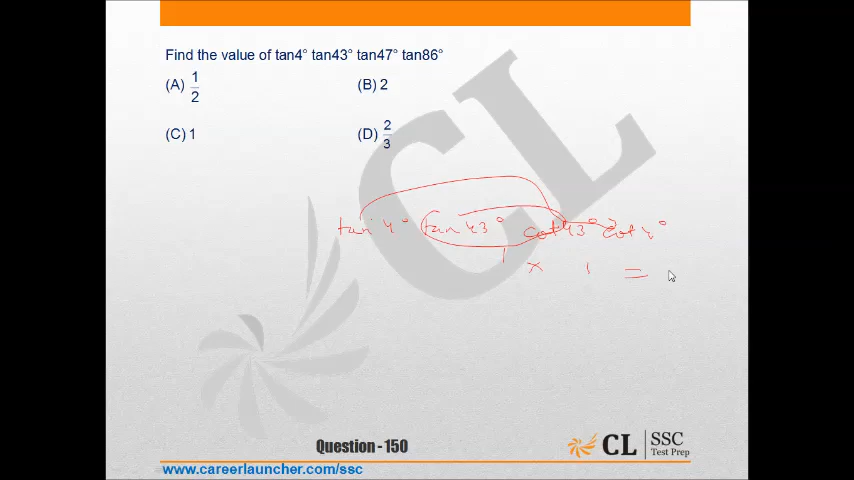 Find the value of tan4° tan43° tan47° tan86°
(A) 1/2 (B) 2
(C) 1 (D) 2/3
tan 4° tan 43° cot 43° cot 4°
1 × 1 =
CL
Question - 150
CL SSC Test Prep
www.careerlauncher.com/ssc